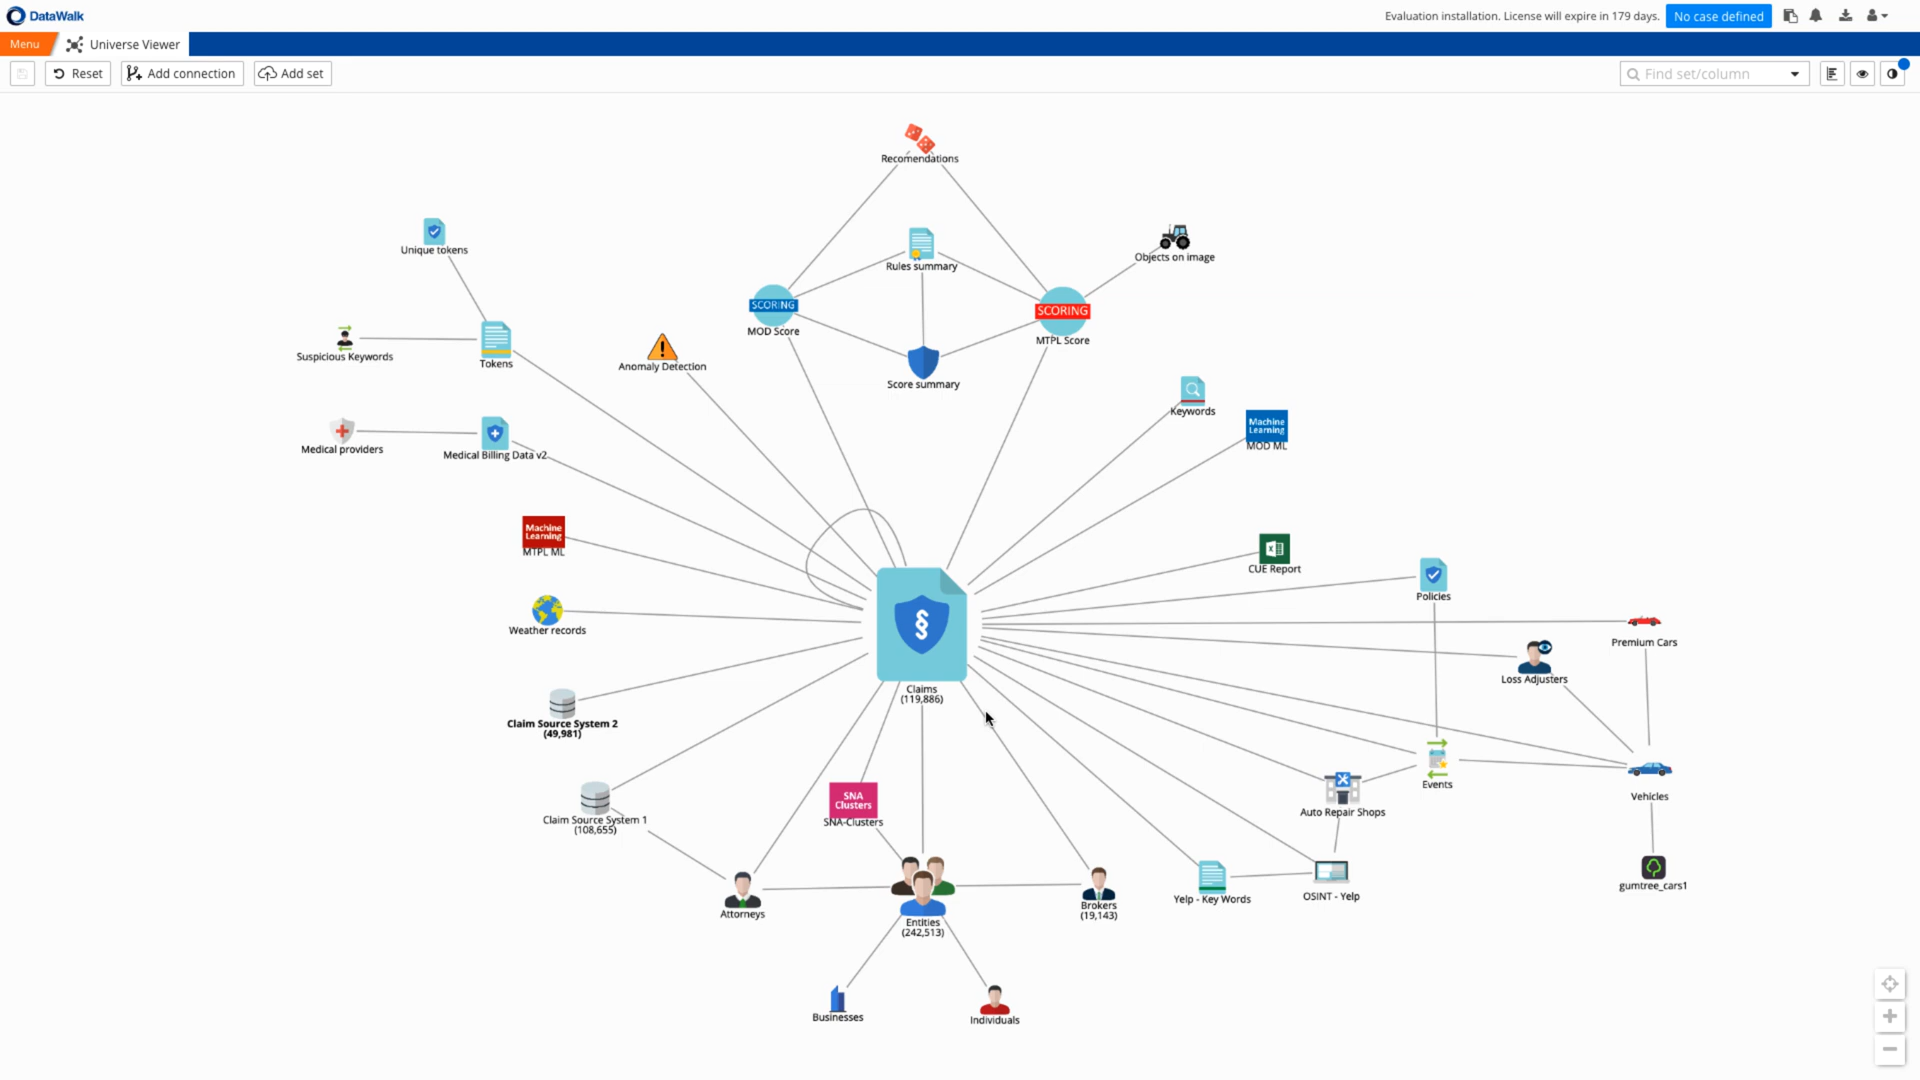 DataWalk
Evaluation installation. License will expire in 179 days.
No case defined
Menu
Universe Viewer
Reset
Add connection
Add set
Find set/column
Recomendations
Unique tokens
Rules summary
Objects on image
SCORING
MOD Score
SCORING
MTPL Score
Suspicious Keywords
Tokens
Anomaly Detection
Score summary
Keywords
Machine
Learning
MOD ML
Medical providers
Medical Billing Data v2
Machine
Learning
MTPL ML
CUE Report
Policies
Weather records
§
Premium Cars
Loss Adjusters
Claims
(119,886)
Claim Source System 2
(49,981)
Events
Vehicles
SNA
Clusters
SNA-Clusters
Auto Repair Shops
Claim Source System 1
(108,655)
gumtree_cars1
Yelp - Key Words
OSINT - Yelp
Attorneys
Entities
(242,513)
Brokers
(19,143)
Businesses
Individuals